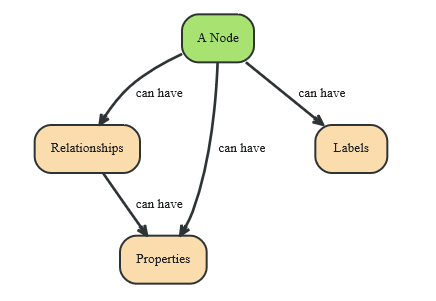 A Node
can have
can have
can have
Relationships
Labels
can have
Properties